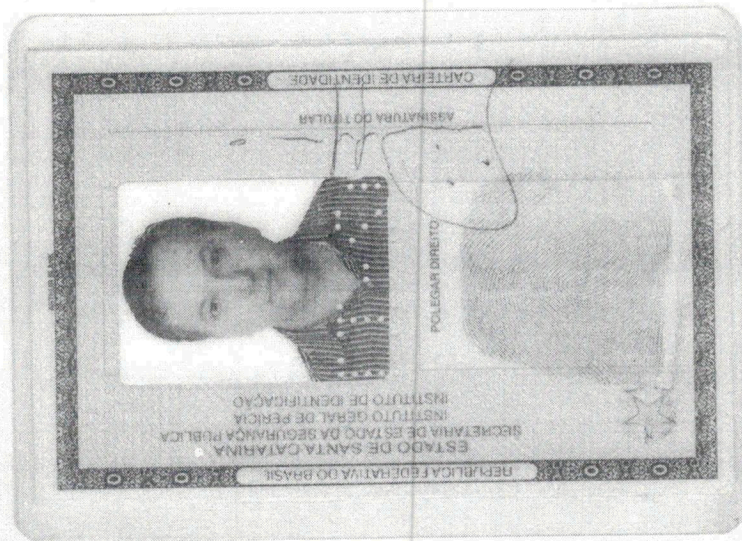 REPÚBLICA FEDERATIVA DO BRASIL
ESTADO DE SANTA CATARINA
SECRETARIA DE ESTADO DA SEGURANÇA PÚBLICA
INSTITUTO GERAL DE PERÍCIA
INSTITUTO DE IDENTIFICAÇÃO
POLEGAR DIREITO
ASSINATURA DO TITULAR
CARTEIRA DE IDENTIDADE